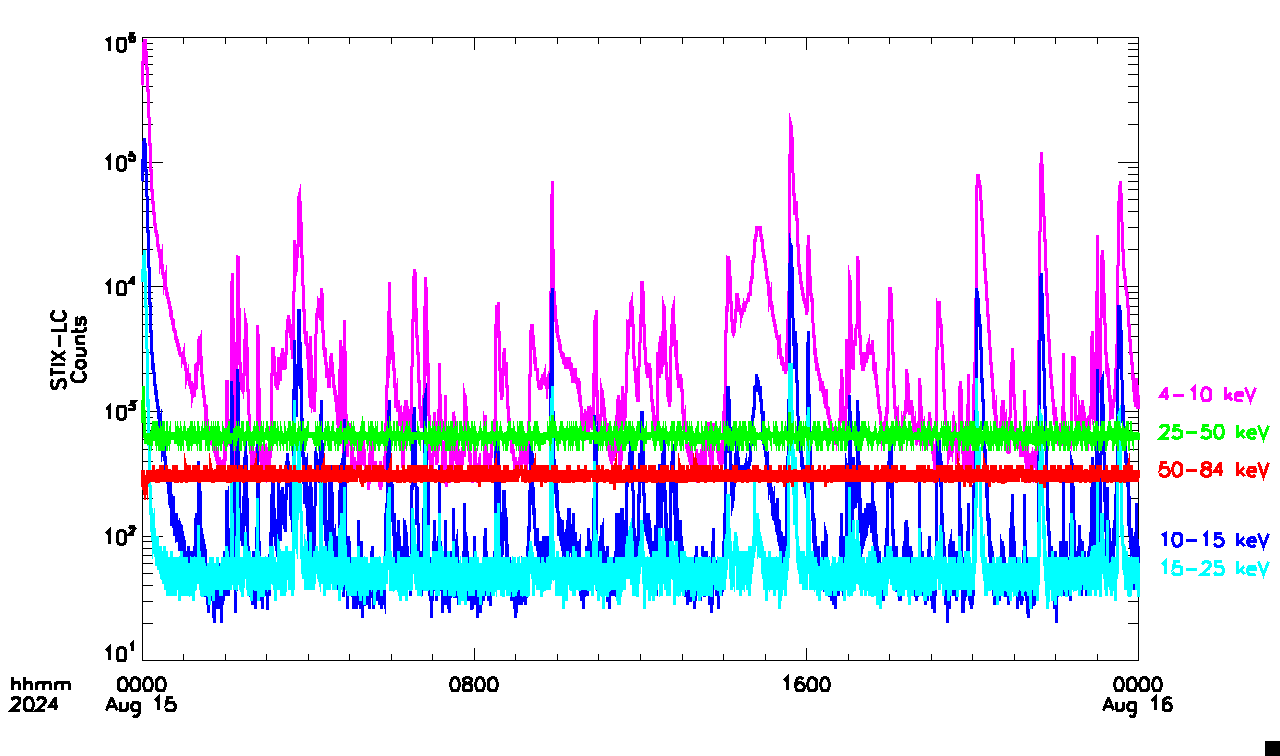 10⁶
10⁵
10⁴
10³
10²
10¹
STIX-LC
Counts
4-10 keV
25-50 keV
50-84 keV
10-15 keV
15-25 keV
hhmm 0000 0800 1600 0000
2024 Aug 15 Aug 16